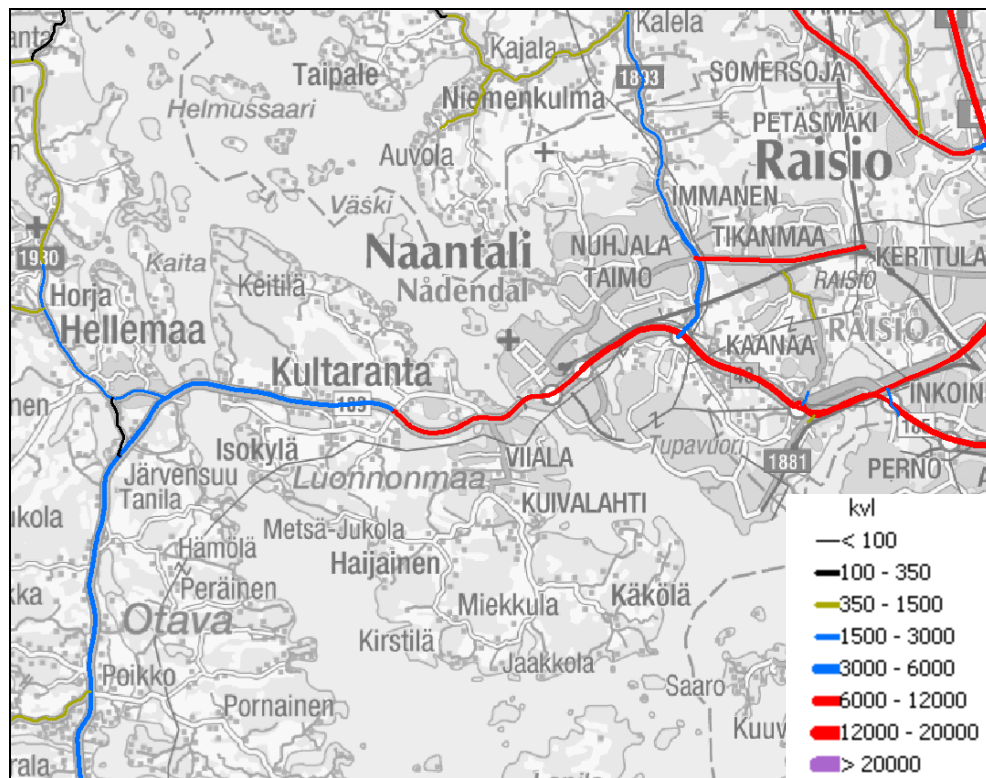 Kalela
Kajala
Taipale
1893
SOMERSOJA
Niemenkulma
Helmussaari
PETÄSMÄKI
Raisio
Auvola
Väski
IMMANEN
NUHJALA
TIKANMAA
Naantali
TAIMO
KERTTULA
1930
Kaita
RAISIO
Keitilä
Nådendal
Horja
Hellemaa
KAANAA
RAISIO
Kultaranta
40
189
INKOIN
Isokylä
Tupavuori
VIIALA
1881
PERNO
Järvensuu
Luonnonmaa
Tanila
KUIVALAHTI
Metsä-Jukola
Hämölä
Haijainen
Peräinen
Käkölä
Miekkula
Otava
Kirstilä
Jaakkola
Poikko
Saaro
Pornainen
kvl
< 100
100 - 350
350 - 1500
1500 - 3000
3000 - 6000
6000 - 12000
12000 - 20000
> 20000